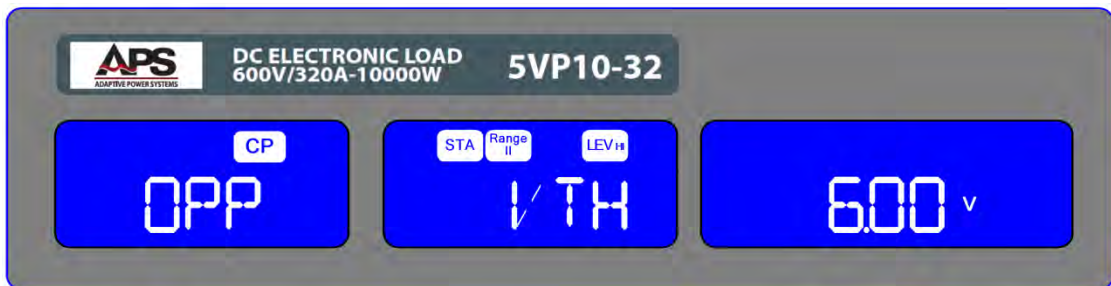 APS
ADAPTIVE POWER SYSTEMS
DC ELECTRONIC LOAD
600V/320A-10000W
5VP10-32
CP
OPP
STA
Range
II
LEV HI
VTH
6.00 V